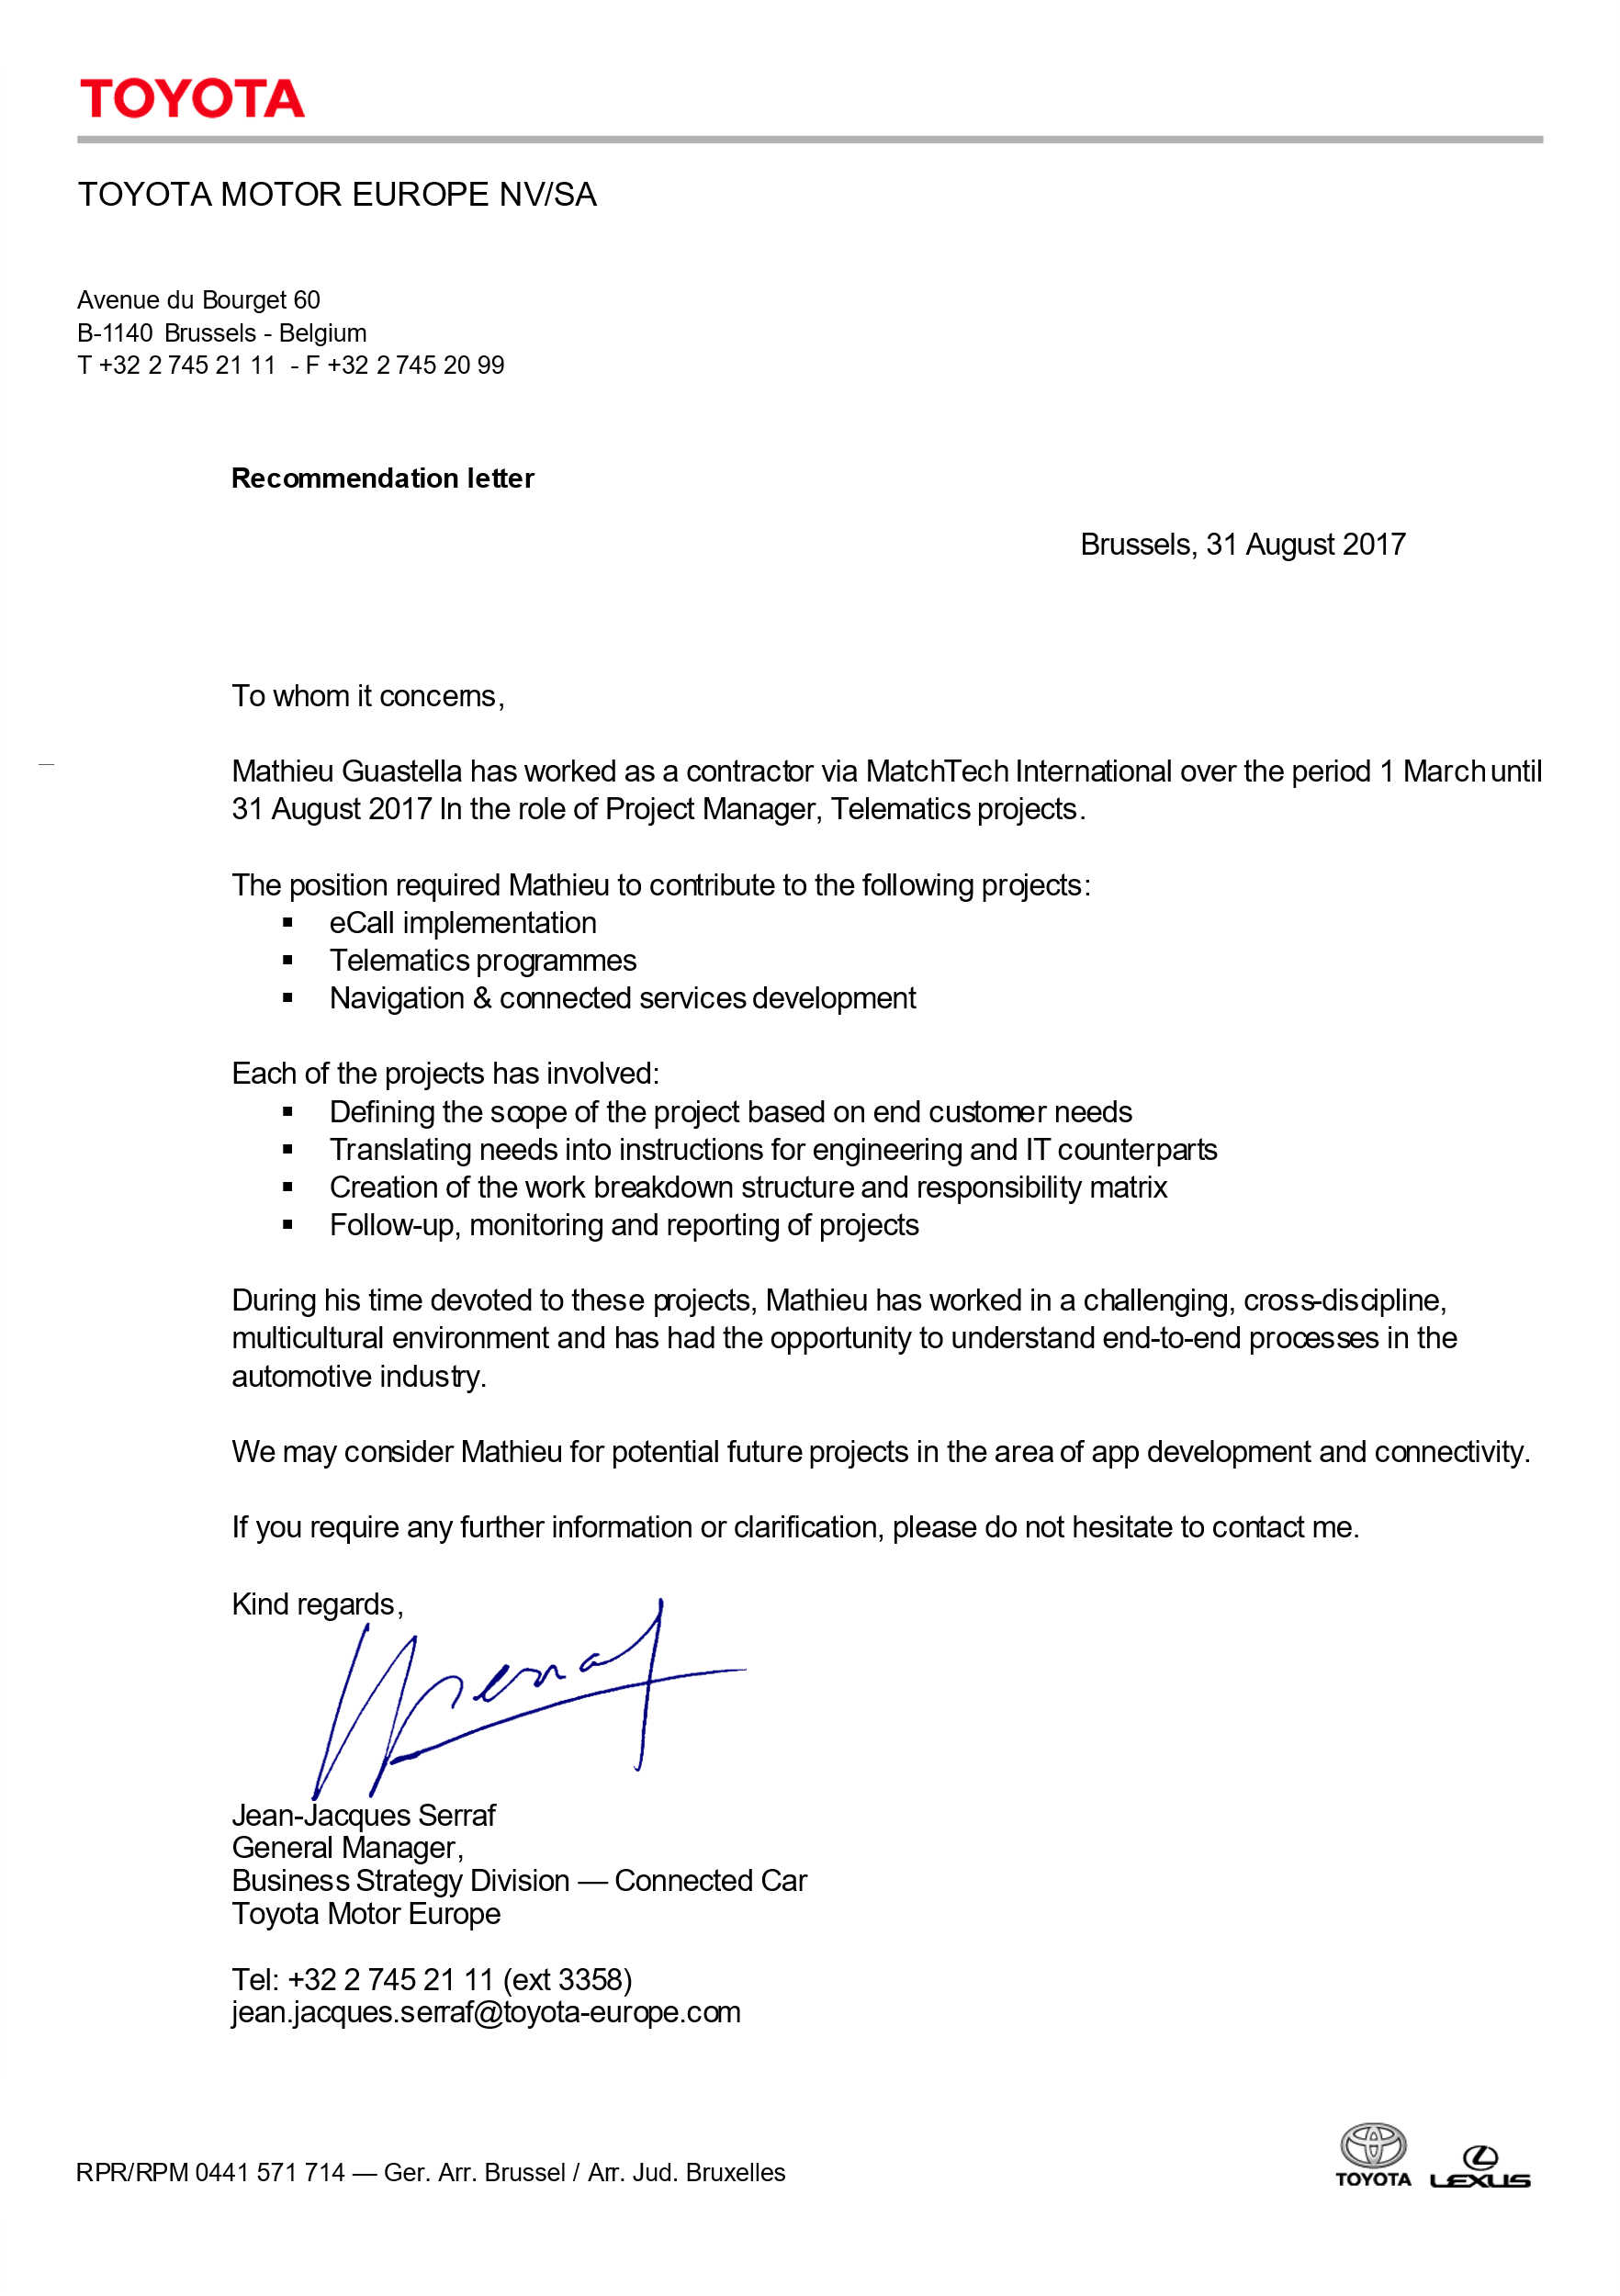 TOYOTA
TOYOTA MOTOR EUROPE NV/SA
Avenue du Bourget 60
B-1140 Brussels - Belgium
T +32 2 745 21 11 - F +32 2 745 20 99
Recommendation letter
Brussels, 31 August 2017
To whom it concerns,
Mathieu Guastella has worked as a contractor via MatchTech International over the period 1 March until
31 August 2017 In the role of Project Manager, Telematics projects.
The position required Mathieu to contribute to the following projects:
▪ eCall implementation
▪ Telematics programmes
▪ Navigation & connected services development
Each of the projects has involved:
▪ Defining the scope of the project based on end customer needs
▪ Translating needs into instructions for engineering and IT counterparts
▪ Creation of the work breakdown structure and responsibility matrix
▪ Follow-up, monitoring and reporting of projects
During his time devoted to these projects, Mathieu has worked in a challenging, cross-discipline,
multicultural environment and has had the opportunity to understand end-to-end processes in the
automotive industry.
We may consider Mathieu for potential future projects in the area of app development and connectivity.
If you require any further information or clarification, please do not hesitate to contact me.
Kind regards,
Jean-Jacques Serraf
General Manager,
Business Strategy Division — Connected Car
Toyota Motor Europe
Tel: +32 2 745 21 11 (ext 3358)
jean.jacques.serraf@toyota-europe.com
RPR/RPM 0441 571 714 — Ger. Arr. Brussel / Arr. Jud. Bruxelles
TOYOTA LEXUS